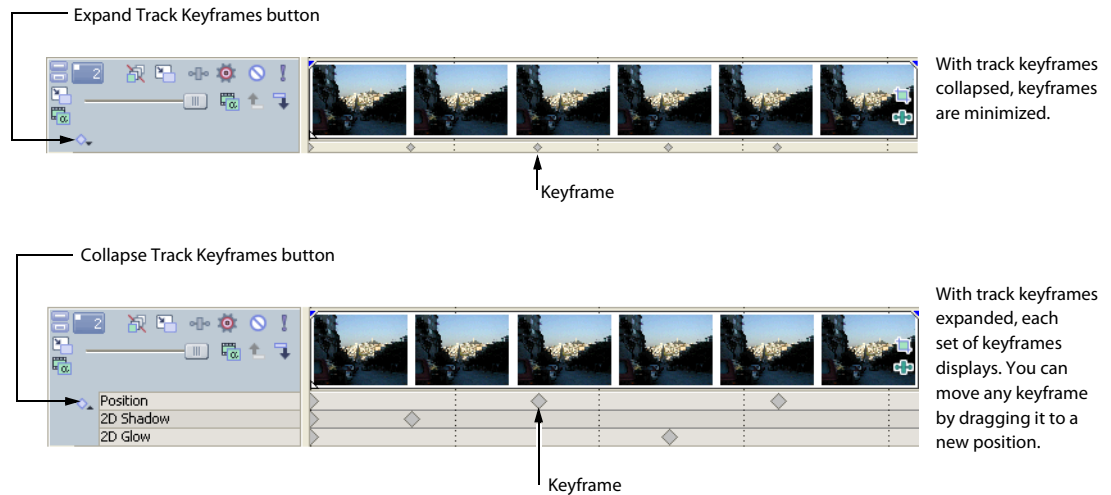 Expand Track Keyframes button
2
With track keyframes
collapsed, keyframes
are minimized.
Keyframe
Collapse Track Keyframes button
2
With track keyframes
expanded, each
set of keyframes
displays. You can
move any keyframe
by dragging it to a
new position.
Position
2D Shadow
2D Glow
Keyframe